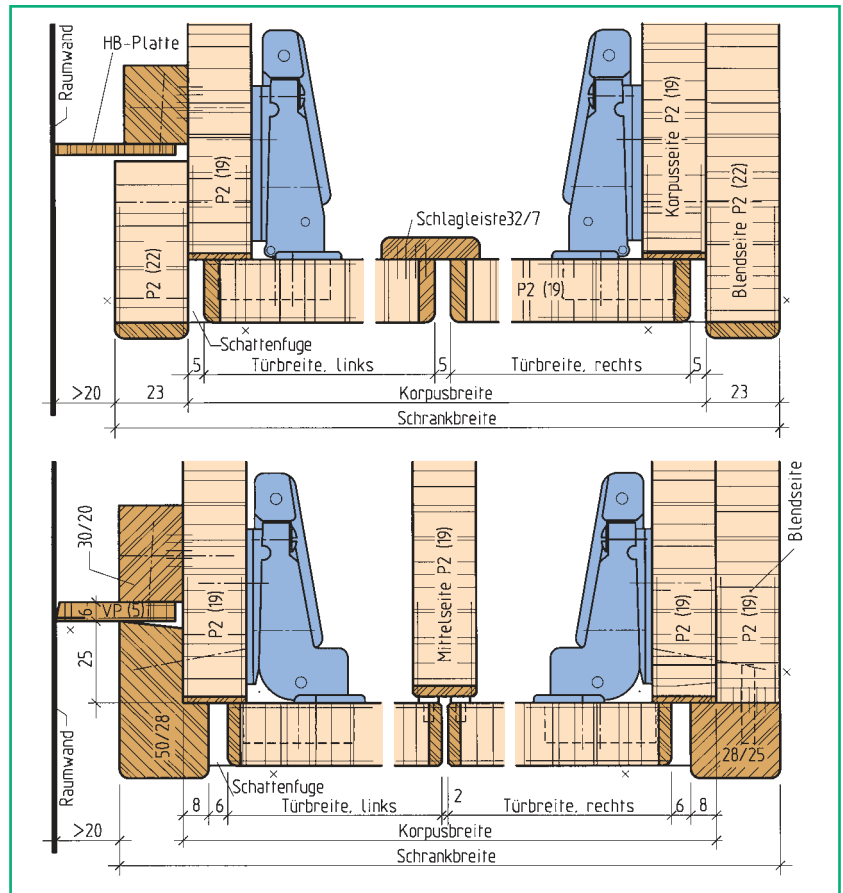 Raumwand
HB-Platte
P2 (19)
P2 (22)
Schlagleiste32/7
P2 (19)
Korpusseite P2 (19)
Blendseite P2 (22)
Schattenfuge
5
Türbreite, links
5
Türbreite, rechts
5
>20
23
Korpusbreite
23
Schrankbreite
30/20
6
VP (5)
25
Raumwand
50/28
P2 (19)
Mittelseite P2 (19)
P2 (19)
P2 (19)
Blendseite
28/25
Schattenfuge
8
6
Türbreite, links
2
Türbreite, rechts
6
8
>20
Korpusbreite
Schrankbreite